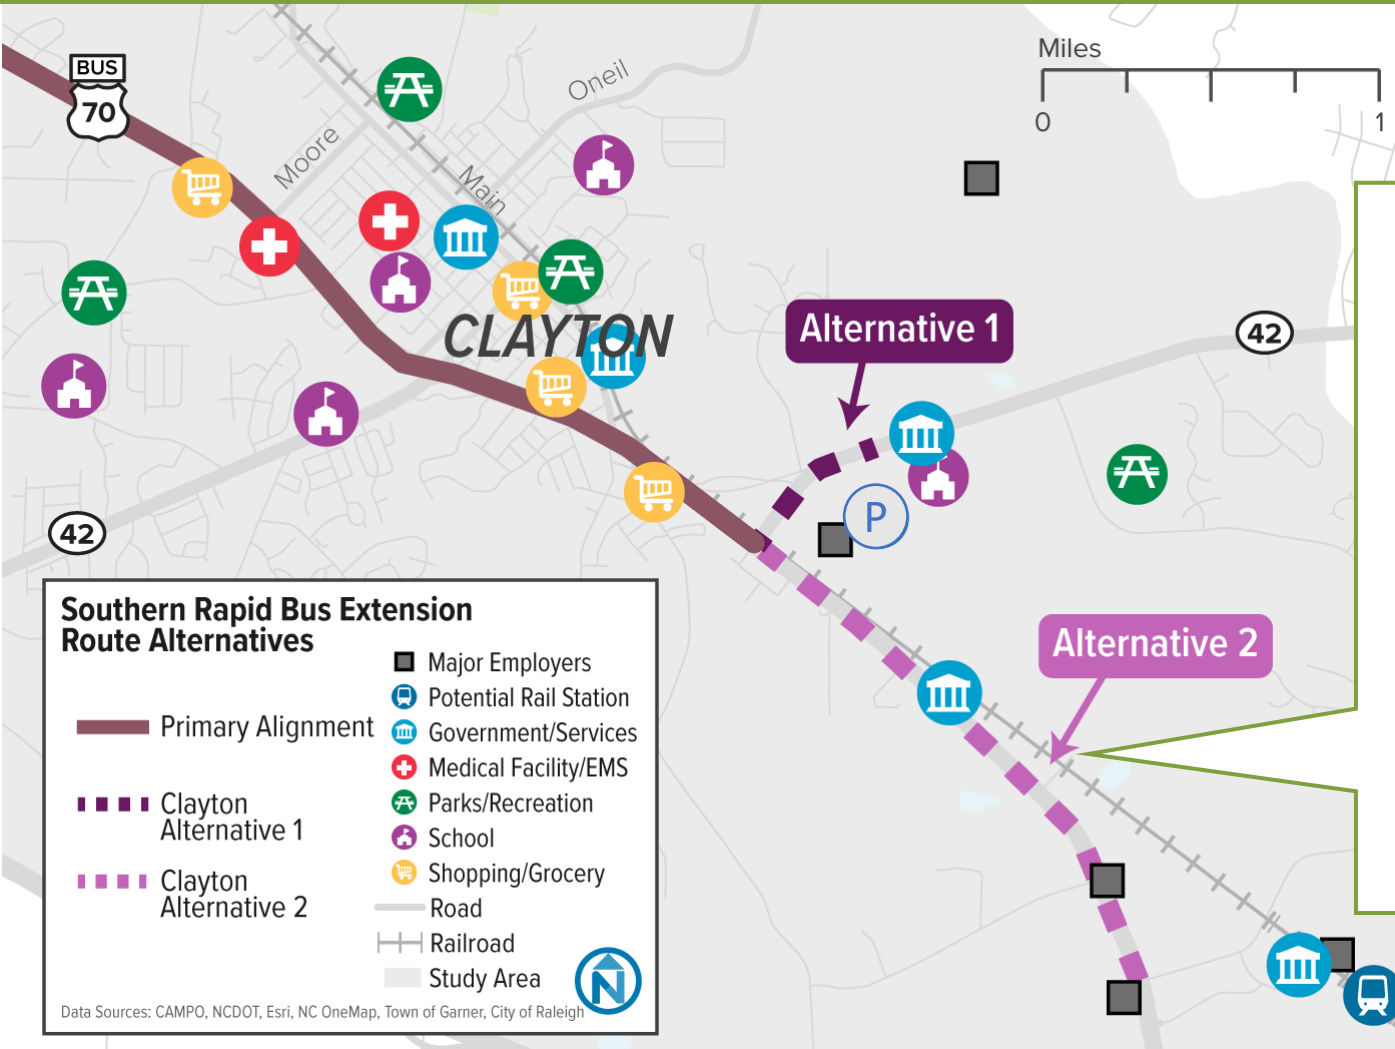 Miles
0 1
BUS
70
Oneil
Moore
Main
CLAYTON
Alternative 1
42
P
42
Alternative 2
Southern Rapid Bus Extension
Route Alternatives
Primary Alignment
Clayton
Alternative 1
Clayton
Alternative 2
Major Employers
Potential Rail Station
Government/Services
Medical Facility/EMS
Parks/Recreation
School
Shopping/Grocery
Road
Railroad
Study Area
N
Data Sources: CAMPO, NCDOT, Esri, NC OneMap, Town of Garner, City of Raleigh